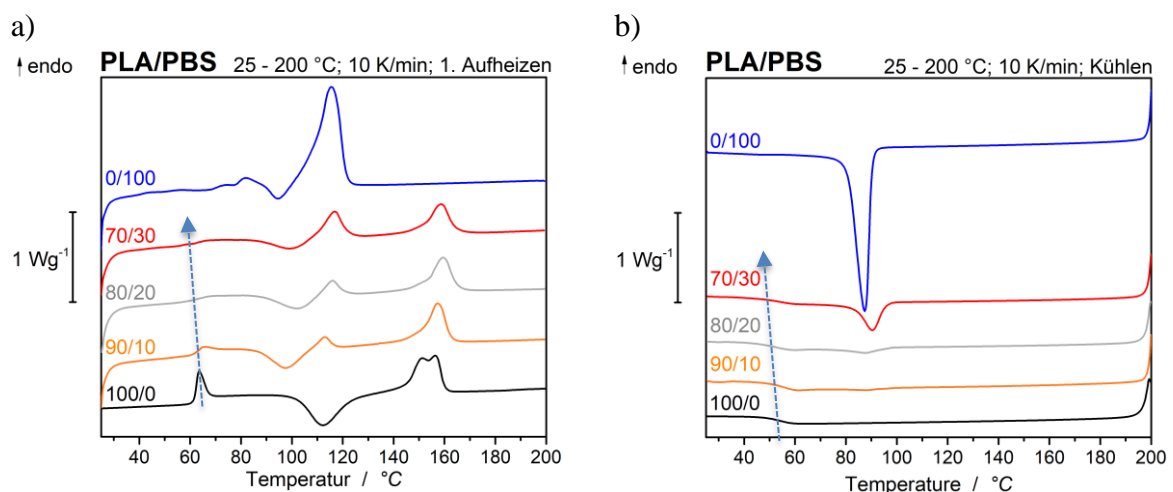 a)
PLA/PBS 25 - 200 °C; 10 K/min; 1. Aufheizen
endo
0/100
70/30
1 Wg⁻¹
80/20
90/10
100/0
40 60 80 100 120 140 160 180 200
Temperatur / °C
b)
PLA/PBS 25 - 200 °C; 10 K/min; Kühlen
endo
0/100
1 Wg⁻¹
70/30
80/20
90/10
100/0
40 60 80 100 120 140 160 180 200
Temperature / °C